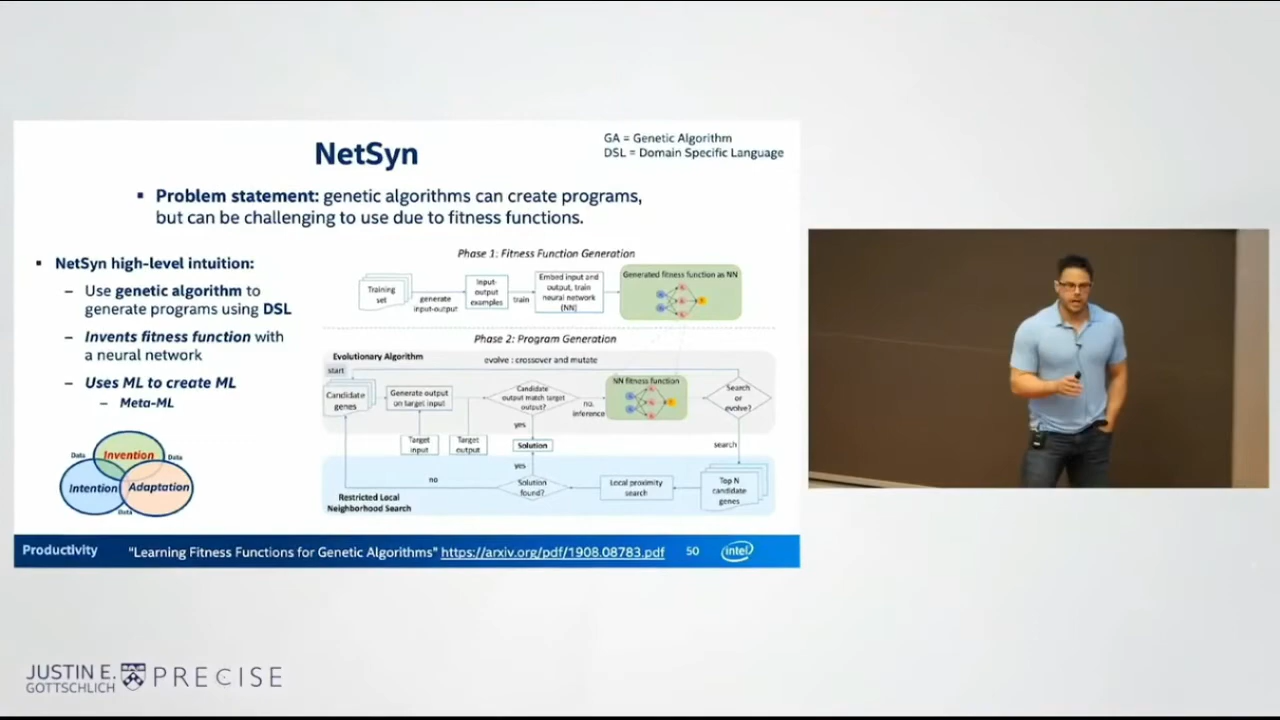 NetSyn
GA = Genetic Algorithm
DSL = Domain Specific Language
▪ Problem statement: genetic algorithms can create programs,
but can be challenging to use due to fitness functions.
▪ NetSyn high-level intuition:
– Use genetic algorithm to
generate programs using DSL
– Invents fitness function with
a neural network
– Uses ML to create ML
– Meta-ML
Data
Invention
Data
Intention
Adaptation
Data
Phase 1: Fitness Function Generation
Training
set
generate
input-output
Input-
output
examples
train
Embed input and
output, train
neural network
(NN)
Generated fitness function as NN
Phase 2: Program Generation
Evolutionary Algorithm
evolve : crossover and mutate
start
Candidate
genes
Generate output
on target input
Candidate
output match target
output?
no,
inference
NN fitness function
Search
or
evolve?
yes
Target
input
Target
output
Solution
search
yes
no
Solution
found?
Local proximity
search
Top N
candidate
genes
Restricted Local
Neighborhood Search
Productivity
"Learning Fitness Functions for Genetic Algorithms" https://arxiv.org/pdf/1908.08783.pdf
50
intel
JUSTIN E.
GOTTSCHLICH
PRECISE